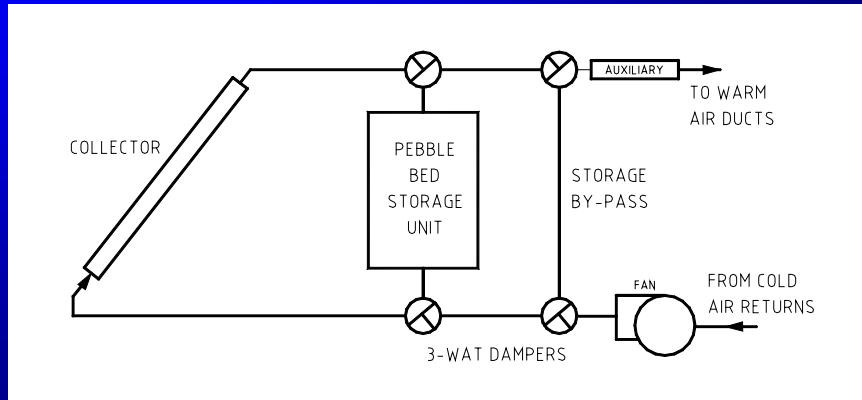 AUXILIARY
TO WARM
AIR DUCTS
COLLECTOR
PEBBLE
BED
STORAGE
UNIT
STORAGE
BY-PASS
FAN
FROM COLD
AIR RETURNS
3-WAT DAMPERS